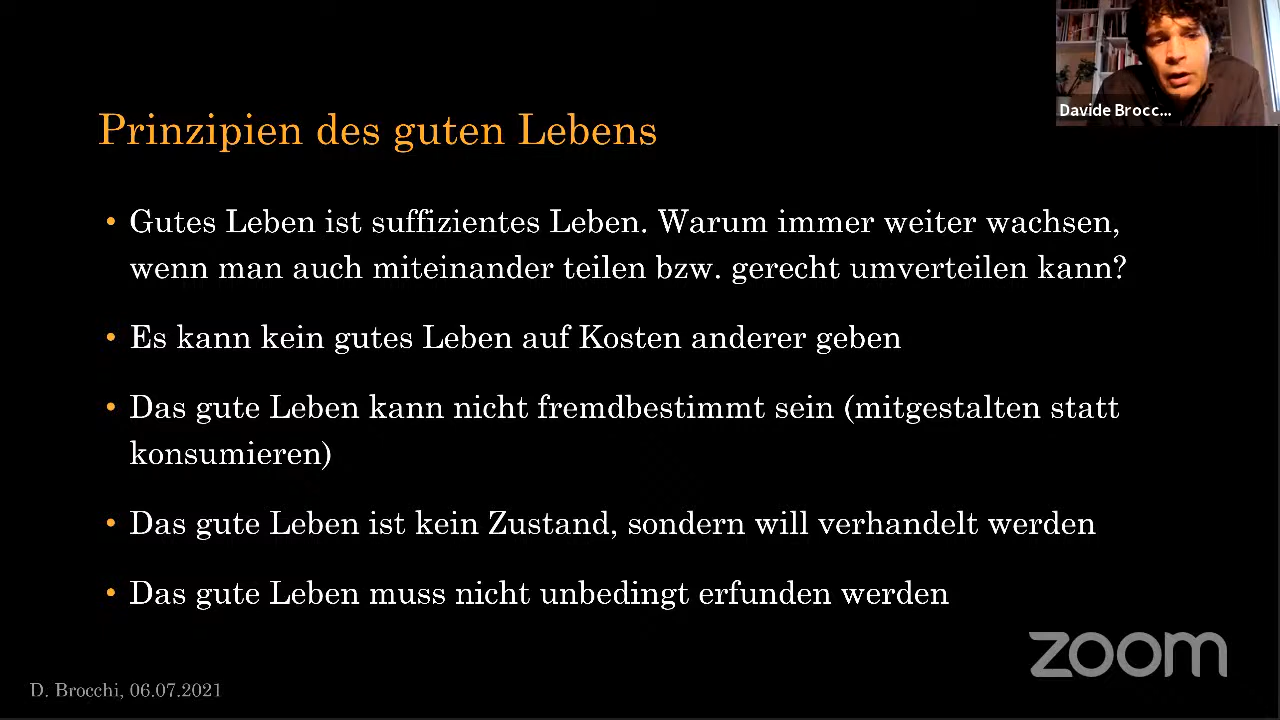 Davide Brocc...
Prinzipien des guten Lebens
• Gutes Leben ist suffizientes Leben. Warum immer weiter wachsen,
wenn man auch miteinander teilen bzw. gerecht umverteilen kann?
• Es kann kein gutes Leben auf Kosten anderer geben
• Das gute Leben kann nicht fremdbestimmt sein (mitgestalten statt
konsumieren)
• Das gute Leben ist kein Zustand, sondern will verhandelt werden
• Das gute Leben muss nicht unbedingt erfunden werden
zoom
D. Brocchi, 06.07.2021